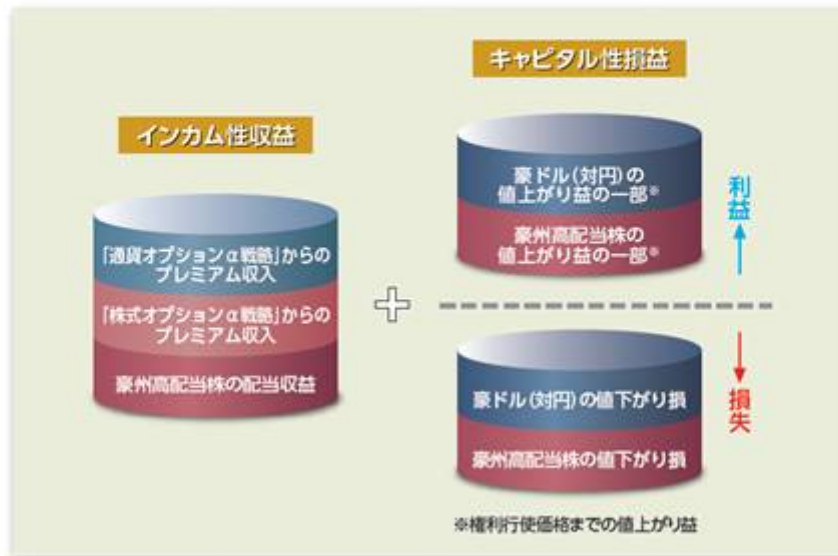 インカム性収益
「通貨オプションα戦略」からの
プレミアム収入
「株式オプションα戦略」からの
プレミアム収入
豪州高配当株の配当収益
+
キャピタル性損益
豪ドル(対円)の
値上がり益の一部※
豪州高配当株の
値上がり益の一部※
利益
豪ドル(対円)の値下がり損
豪州高配当株の値下がり損
損失
※権利行使価格までの値上がり益